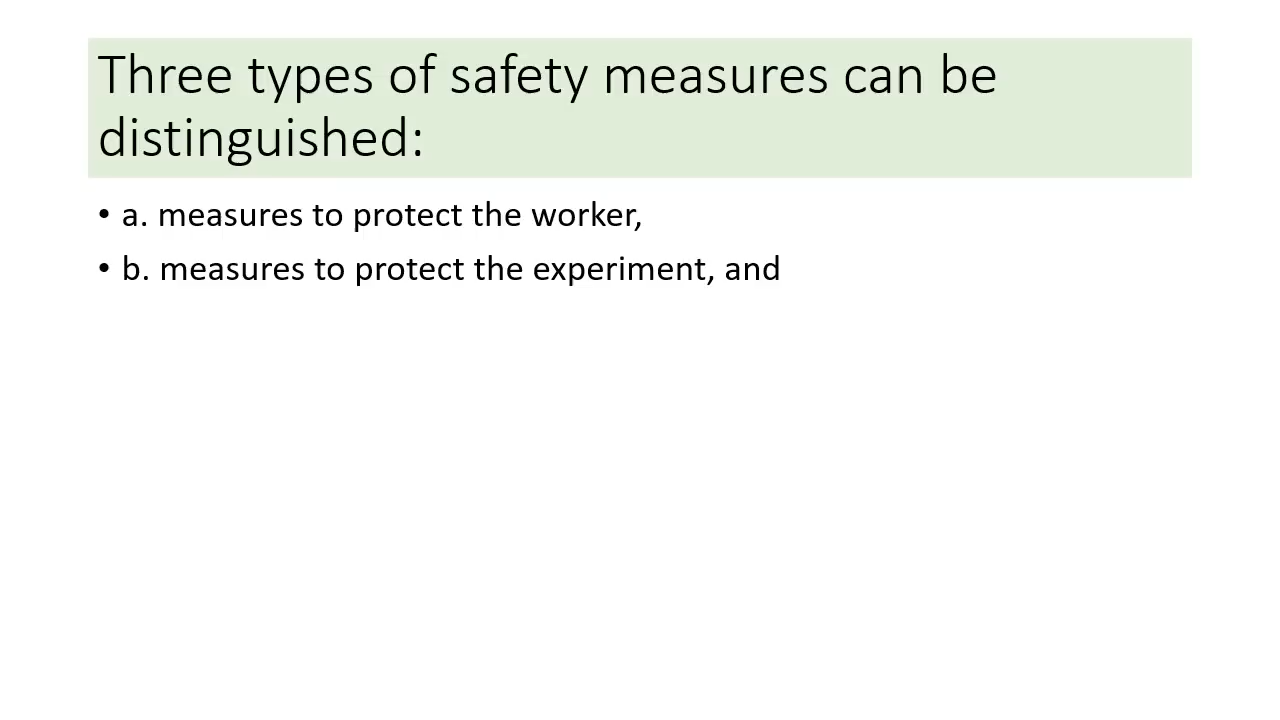 Three types of safety measures can be
distinguished:
• a. measures to protect the worker,
• b. measures to protect the experiment, and